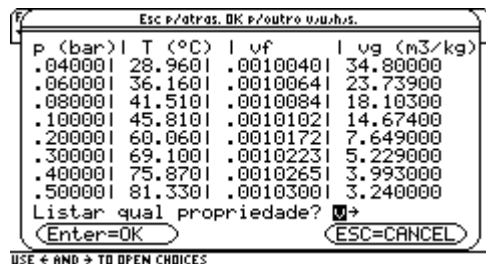 Esc p/atras. OK p/outro v,u,h,s.
p (bar)| T (ºC) | vf | vg (m3/kg)
.04000| 28.960| .0010040| 34.80000
.06000| 36.160| .0010064| 23.73900
.08000| 41.510| .0010084| 18.10300
.10000| 45.810| .0010102| 14.67400
.20000| 60.060| .0010172| 7.649000
.30000| 69.100| .0010223| 5.229000
.40000| 75.870| .0010265| 3.993000
.50000| 81.330| .0010300| 3.240000
Listar qual propriedade? v→
Enter=OK ESC=CANCEL
USE ← AND → TO OPEN CHOICES